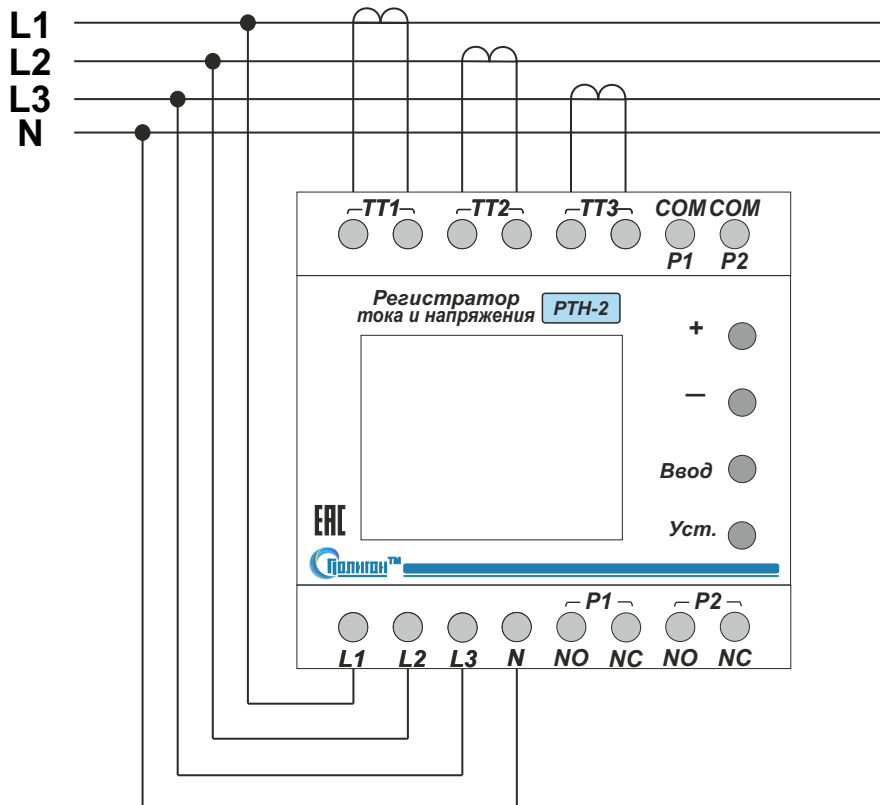 L1
L2
L3
N
TT1 TT2 TT3 COM COM
P1 P2
Регистратор
тока и напряжения РТН-2
+
—
Ввод
Уст.
EAC
Полигон™
P1 P2
L1 L2 L3 N NO NC NO NC